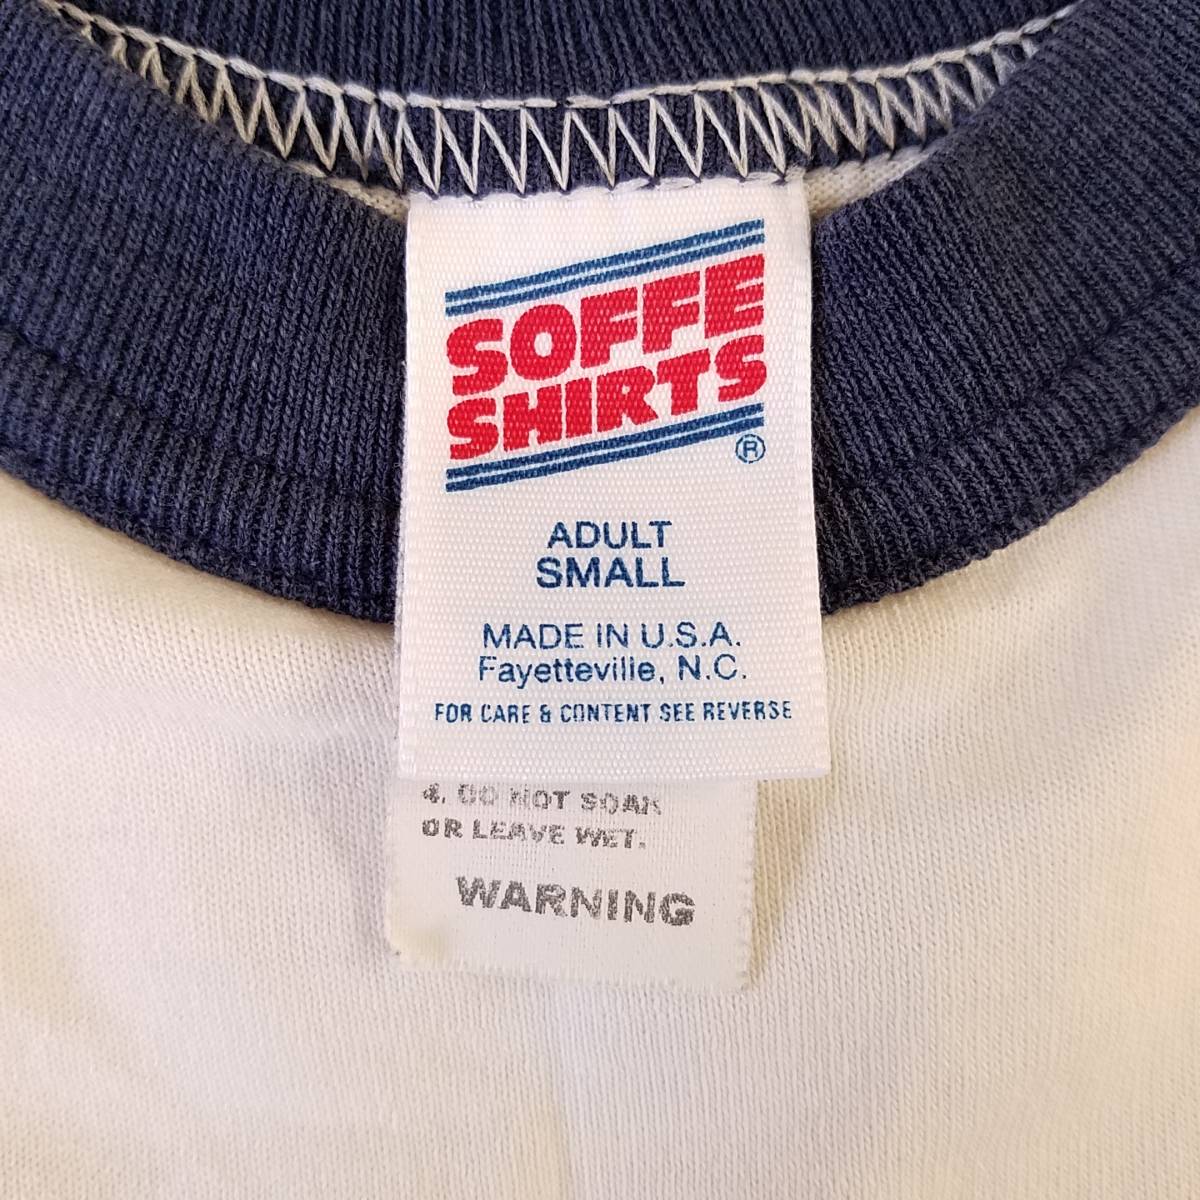 SOFFE
SHIRTS
®
ADULT
SMALL
MADE IN U.S.A.
Fayetteville, N.C.
FOR CARE & CONTENT SEE REVERSE
4. DO NOT SOAK
OR LEAVE WET.
WARNING